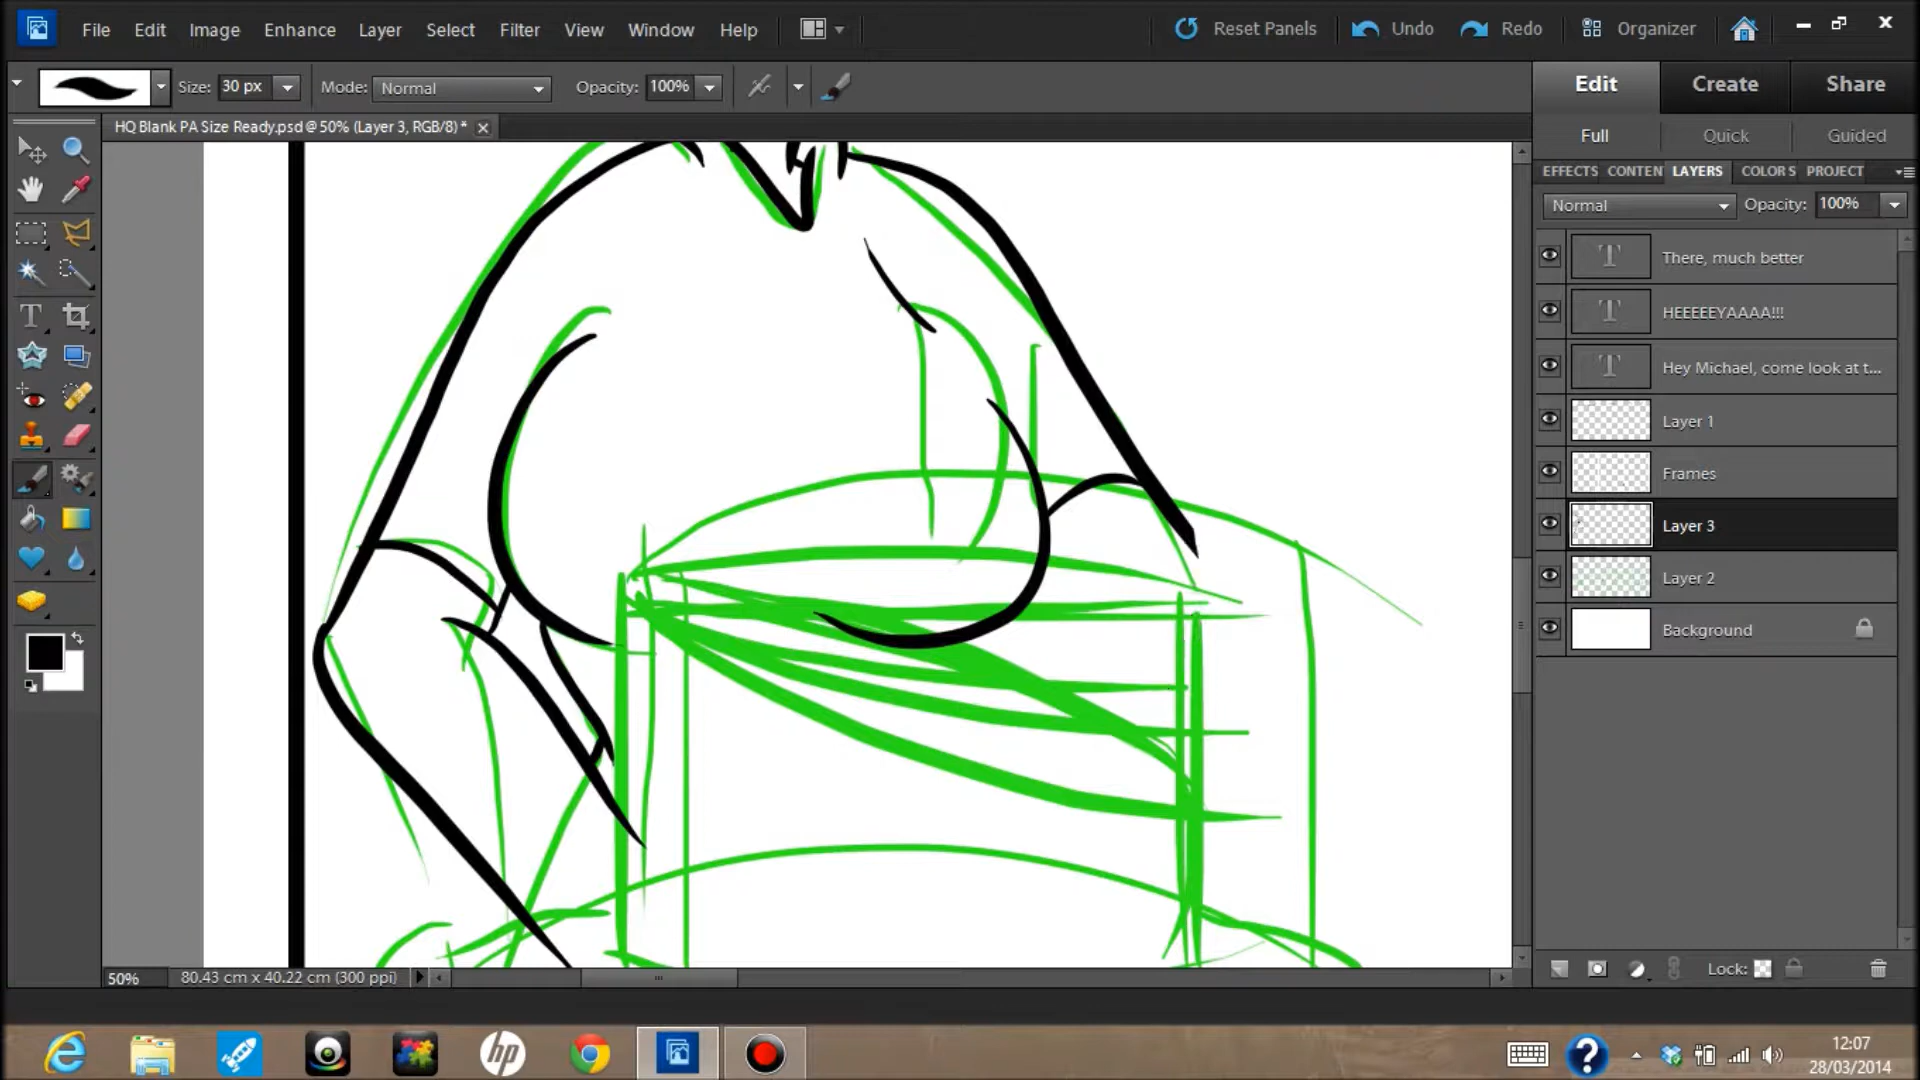 File Edit Image Enhance Layer Select Filter View Window Help Reset Panels Undo Redo Organizer
Size: 30 px Mode: Normal Opacity: 100% Edit Create Share
HQ Blank PA Size Ready.psd @ 50% (Layer 3, RGB/8) * Full Quick Guided
EFFECTS CONTEN LAYERS COLOR S PROJECT
Normal Opacity: 100%
There, much better
HEEEEEYAAAA!!!
Hey Michael, come look at t...
Layer 1
Frames
Layer 3
Layer 2
Background
Lock:
50% 80.43 cm x 40.22 cm (300 ppi)
hp
12:07
28/03/2014